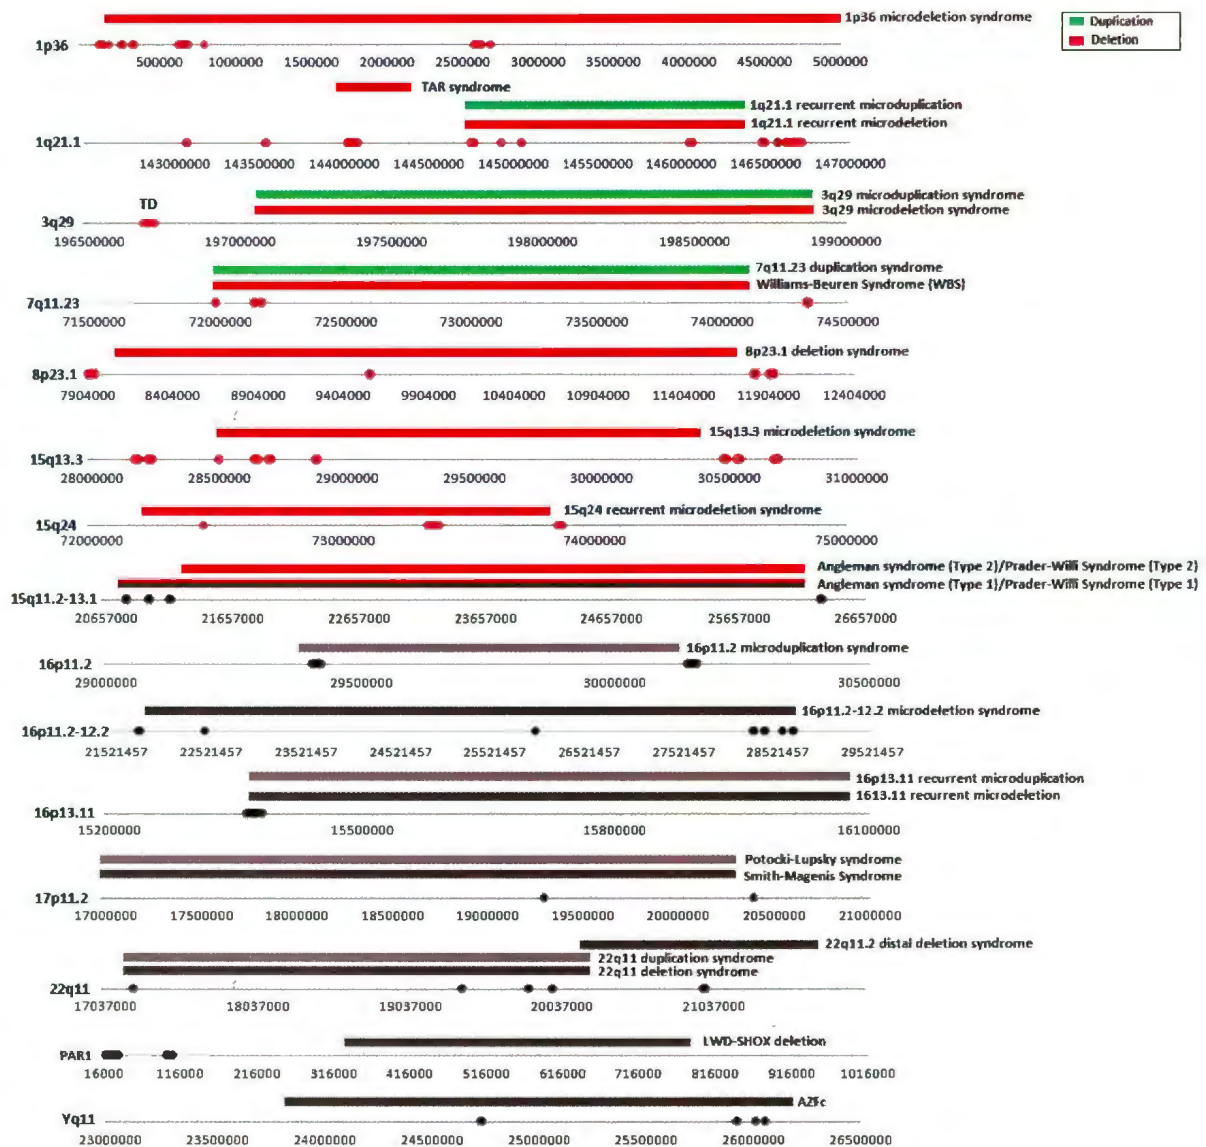 1p36 microdeletion syndrome
Duplication
Deletion
1p36
500000 1000000 1500000 2000000 2500000 3000000 3500000 4000000 4500000 5000000
TAR syndrome
1q21.1 recurrent microduplication
1q21.1 recurrent microdeletion
1q21.1
143000000 143500000 144000000 144500000 145000000 145500000 146000000 146500000 147000000
3q29 microduplication syndrome
TD
3q29 microdeletion syndrome
3q29
196500000 197000000 197500000 198000000 198500000 199000000
7q11.23 duplication syndrome
Williams-Beuren Syndrome (WBS)
7q11.23
71500000 72000000 72500000 73000000 73500000 74000000 74500000
8p23.1 deletion syndrome
8p23.1
7904000 8404000 8904000 9404000 9904000 10404000 10904000 11404000 11904000 12404000
15q13.3 microdeletion syndrome
15q13.3
28000000 28500000 29000000 29500000 30000000 30500000 31000000
15q24 recurrent microdeletion syndrome
15q24
72000000 73000000 74000000 75000000
Angleman syndrome (Type 2)/Prader-Willi Syndrome (Type 2)
Angleman syndrome (Type 1)/Prader-Willi Syndrome (Type 1)
15q11.2-13.1
20657000 21657000 22657000 23657000 24657000 25657000 26657000
16p11.2 microduplication syndrome
16p11.2
29000000 29500000 30000000 30500000
16p11.2-12.2 microdeletion syndrome
16p11.2-12.2
21521457 22521457 23521457 24521457 25521457 26521457 27521457 28521457 29521457
16p13.11 recurrent microduplication
1613.11 recurrent microdeletion
16p13.11
15200000 15500000 15800000 16100000
Potocki-Lupsky syndrome
Smith-Magenis Syndrome
17p11.2
17000000 17500000 18000000 18500000 19000000 19500000 20000000 20500000 21000000
22q11.2 distal deletion syndrome
22q11 duplication syndrome
22q11 deletion syndrome
22q11
17037000 18037000 19037000 20037000 21037000
LWD-SHOX deletion
PAR1
16000 116000 216000 316000 416000 516000 616000 716000 816000 916000 1016000
AZFc
Yq11
23000000 23500000 24000000 24500000 25000000 25500000 26000000 26500000